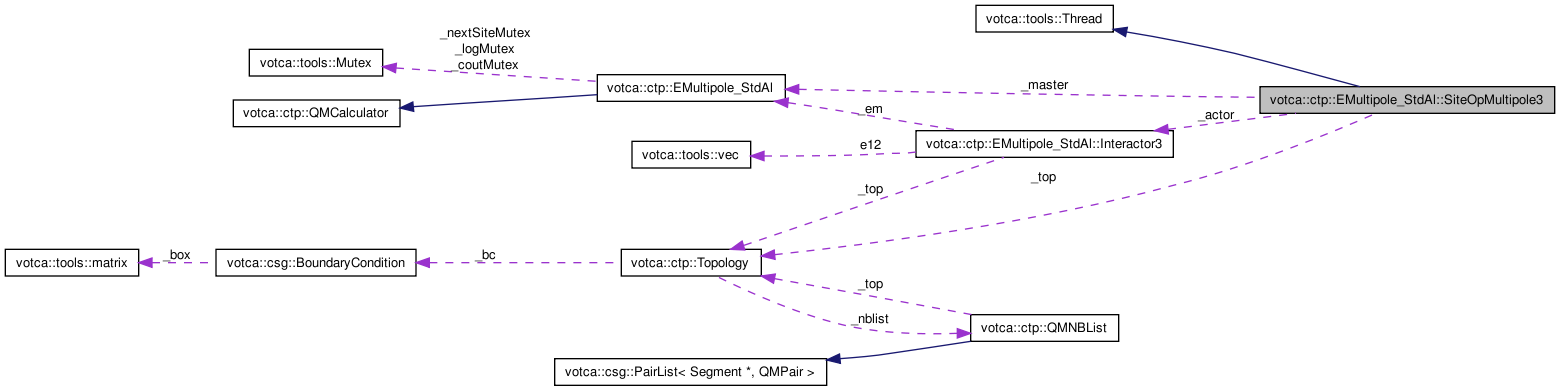 votca::tools::Thread
_nextSiteMutex
_logMutex
_coutMutex
votca::tools::Mutex
votca::ctp::EMultipole_StdAl
_master
votca::ctp::EMultipole_StdAl::SiteOpMultipole3
votca::ctp::QMCalculator
_em
_actor
votca::tools::vec
e12
votca::ctp::EMultipole_StdAl::Interactor3
_top
_top
votca::tools::matrix
_box
votca::csg::BoundaryCondition
_bc
votca::ctp::Topology
_top
_nblist
votca::ctp::QMNBList
votca::csg::PairList< Segment *, QMPair >